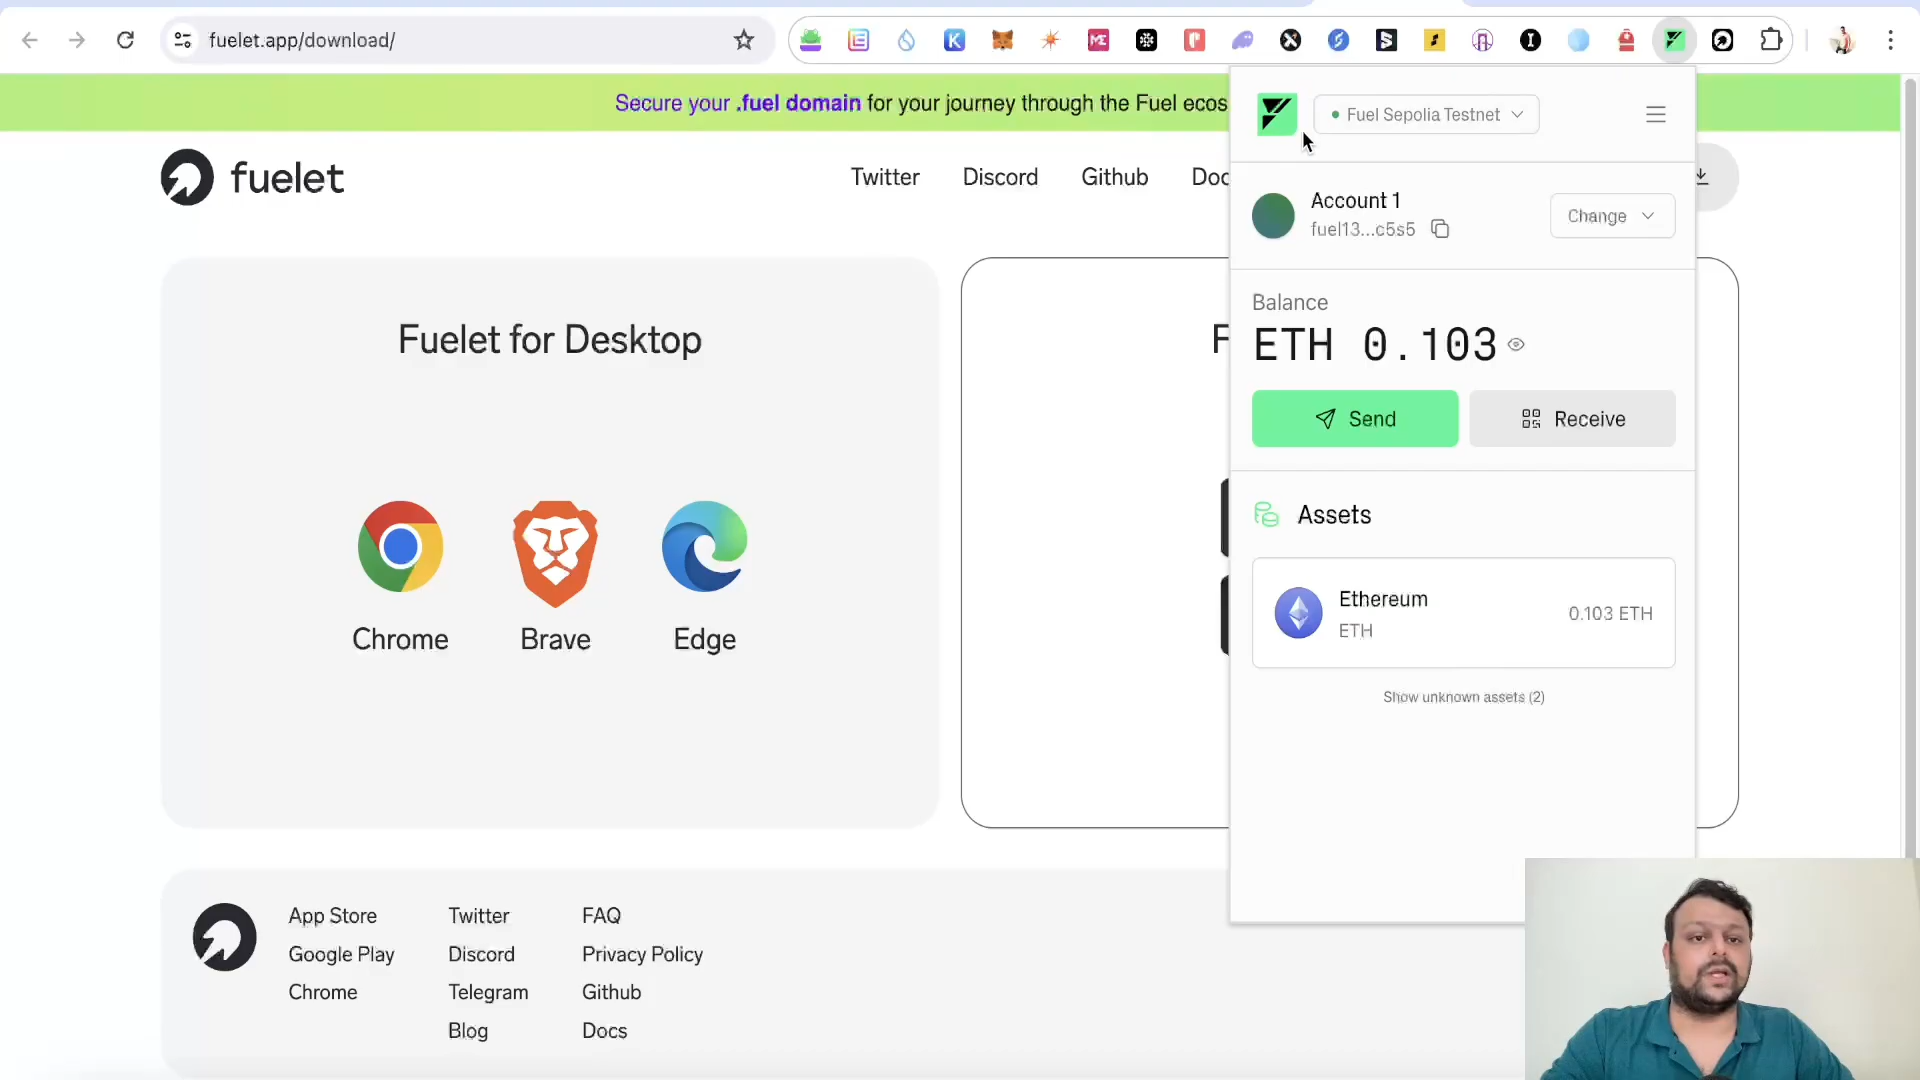 fuelet.app/download/
Secure your .fuel domain for your journey through the Fuel ecos
fuelet
Twitter
Discord
Github
Doc
Fuel Sepolia Testnet
Account 1
fuel13...c5s5
Change
Balance
ETH 0.103
Send
Receive
Fuelet for Desktop
F
Chrome
Brave
Edge
Assets
Ethereum
ETH
0.103 ETH
Show unknown assets (2)
App Store
Google Play
Chrome
Twitter
Discord
Telegram
Blog
FAQ
Privacy Policy
Github
Docs